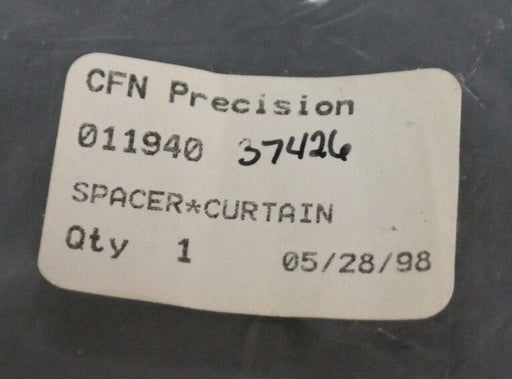 CFN Precision
011940 37426
SPACER*CURTAIN
Qty 1 05/28/98